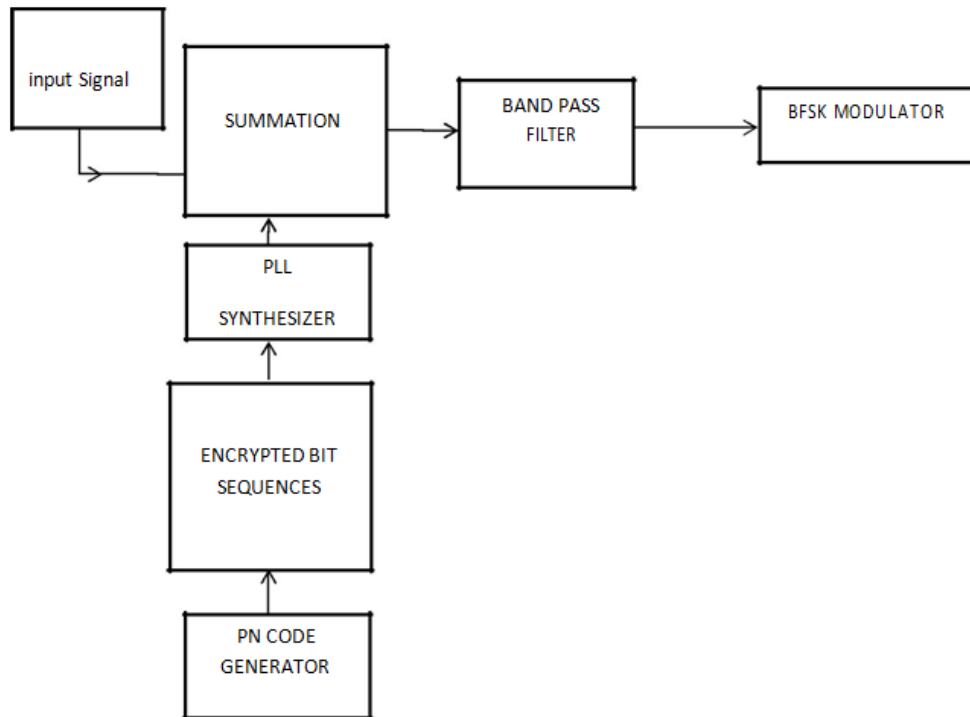 input Signal
SUMMATION
BAND PASS
FILTER
BFSK MODULATOR
PLL
SYNTHESIZER
ENCRYPTED BIT
SEQUENCES
PN CODE
GENERATOR